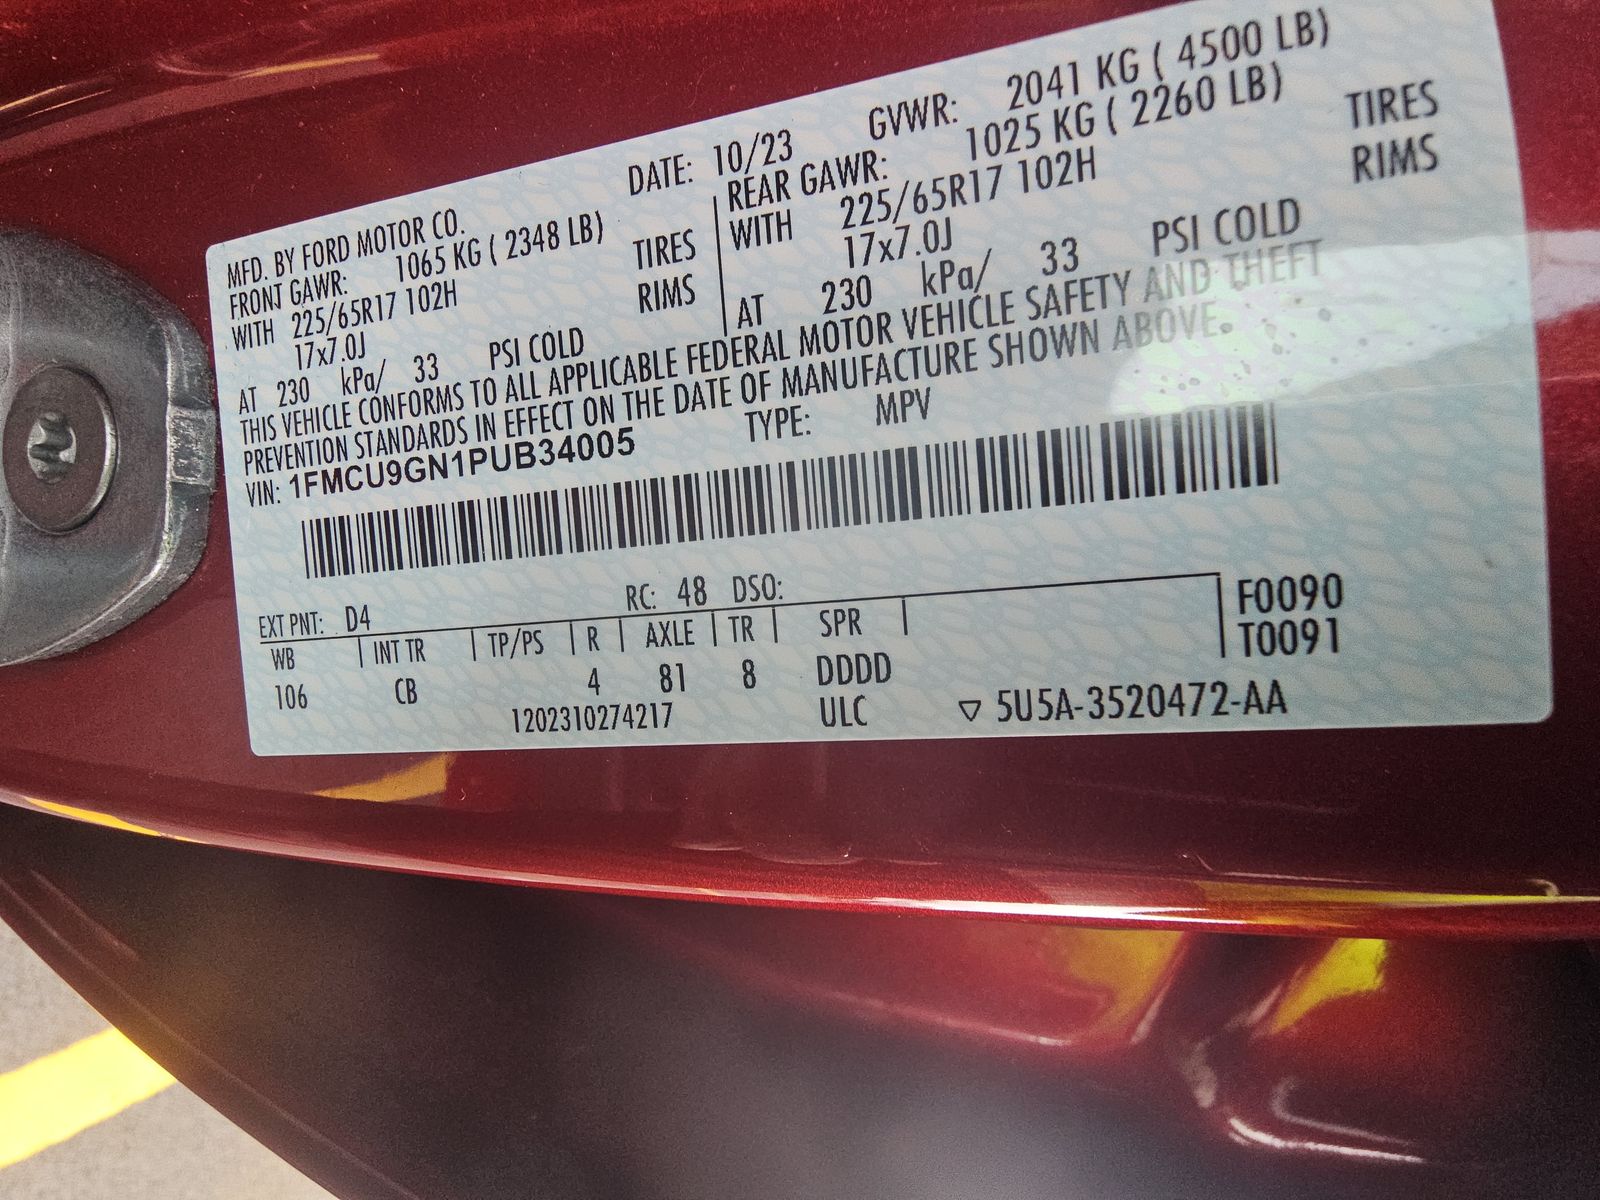 MFD. BY FORD MOTOR CO.
DATE: 10/23 GVWR: 2041 KG ( 4500 LB)
FRONT GAWR: 1065 KG ( 2348 LB)
WITH 225/65R17 102H TIRES
17x7.0J RIMS
AT 230 kPa/ 33 PSI COLD
REAR GAWR: 1025 KG ( 2260 LB)
WITH 225/65R17 102H TIRES
17x7.0J RIMS
AT 230 kPa/ 33 PSI COLD
THIS VEHICLE CONFORMS TO ALL APPLICABLE FEDERAL MOTOR VEHICLE SAFETY AND THEFT
PREVENTION STANDARDS IN EFFECT ON THE DATE OF MANUFACTURE SHOWN ABOVE.
VIN: 1FMCU9GN1PUB34005 TYPE: MPV
EXT PNT: D4 RC: 48 DSO:
WB INT TR TP/PS R AXLE TR SPR
106 CB 4 81 8 DDDD
F0090
T0091
1202310274217 ULC ▽ 5U5A-3520472-AA